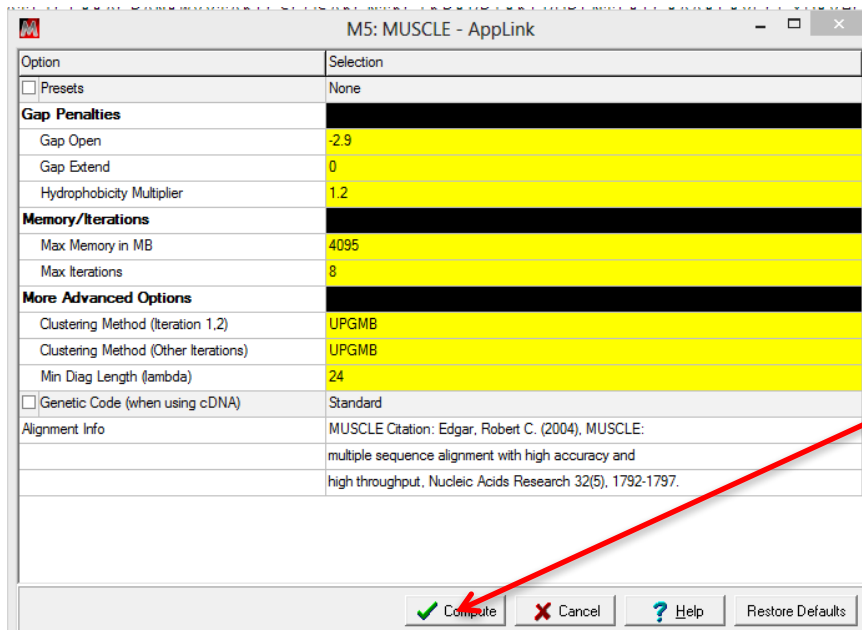 M5: MUSCLE - AppLink
Option Selection
Presets None
Gap Penalties
Gap Open -2.9
Gap Extend 0
Hydrophobicity Multiplier 1.2
Memory/Iterations
Max Memory in MB 4095
Max Iterations 8
More Advanced Options
Clustering Method (Iteration 1,2) UPGMB
Clustering Method (Other Iterations) UPGMB
Min Diag Length (lambda) 24
Genetic Code (when using cDNA) Standard
Alignment Info MUSCLE Citation: Edgar, Robert C. (2004), MUSCLE:
multiple sequence alignment with high accuracy and
high throughput, Nucleic Acids Research 32(5), 1792-1797.
Compute Cancel Help Restore Defaults